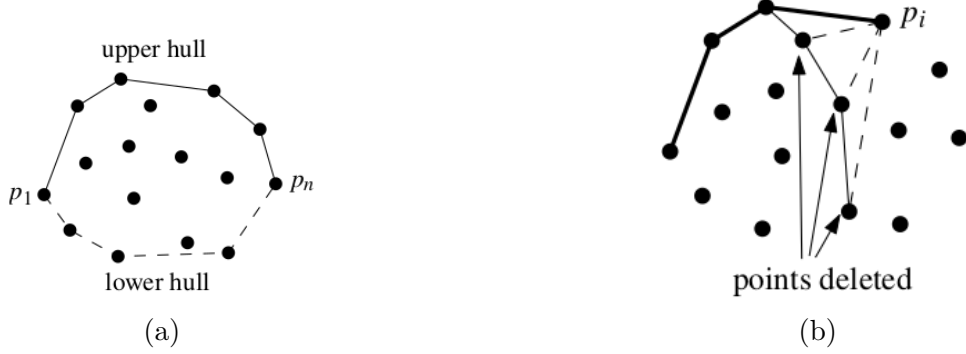 upper hull
p₁
pₙ
lower hull
(a)
pᵢ
points deleted
(b)